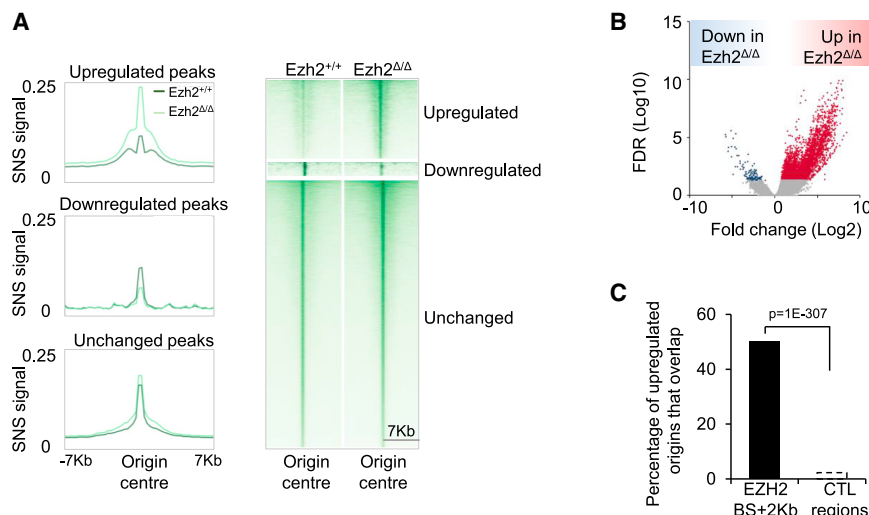 A
Upregulated peaks
0.25
Ezh2+/+
Ezh2Δ/Δ
SNS signal
0
Downregulated peaks
0.25
SNS signal
0
Unchanged peaks
0.25
SNS signal
0
-7Kb
Origin
centre
7Kb
Ezh2+/+
Ezh2Δ/Δ
Upregulated
Downregulated
Unchanged
7Kb
Origin
centre
Origin
centre
B
Down in
Ezh2Δ/Δ
Up in
Ezh2Δ/Δ
FDR (Log10)
15
10
5
0
-10
0
10
Fold change (Log2)
C
Percentage of upregulated
origins that overlap
60
40
20
0
p=1E-307
EZH2
BS+2Kb
CTL
regions